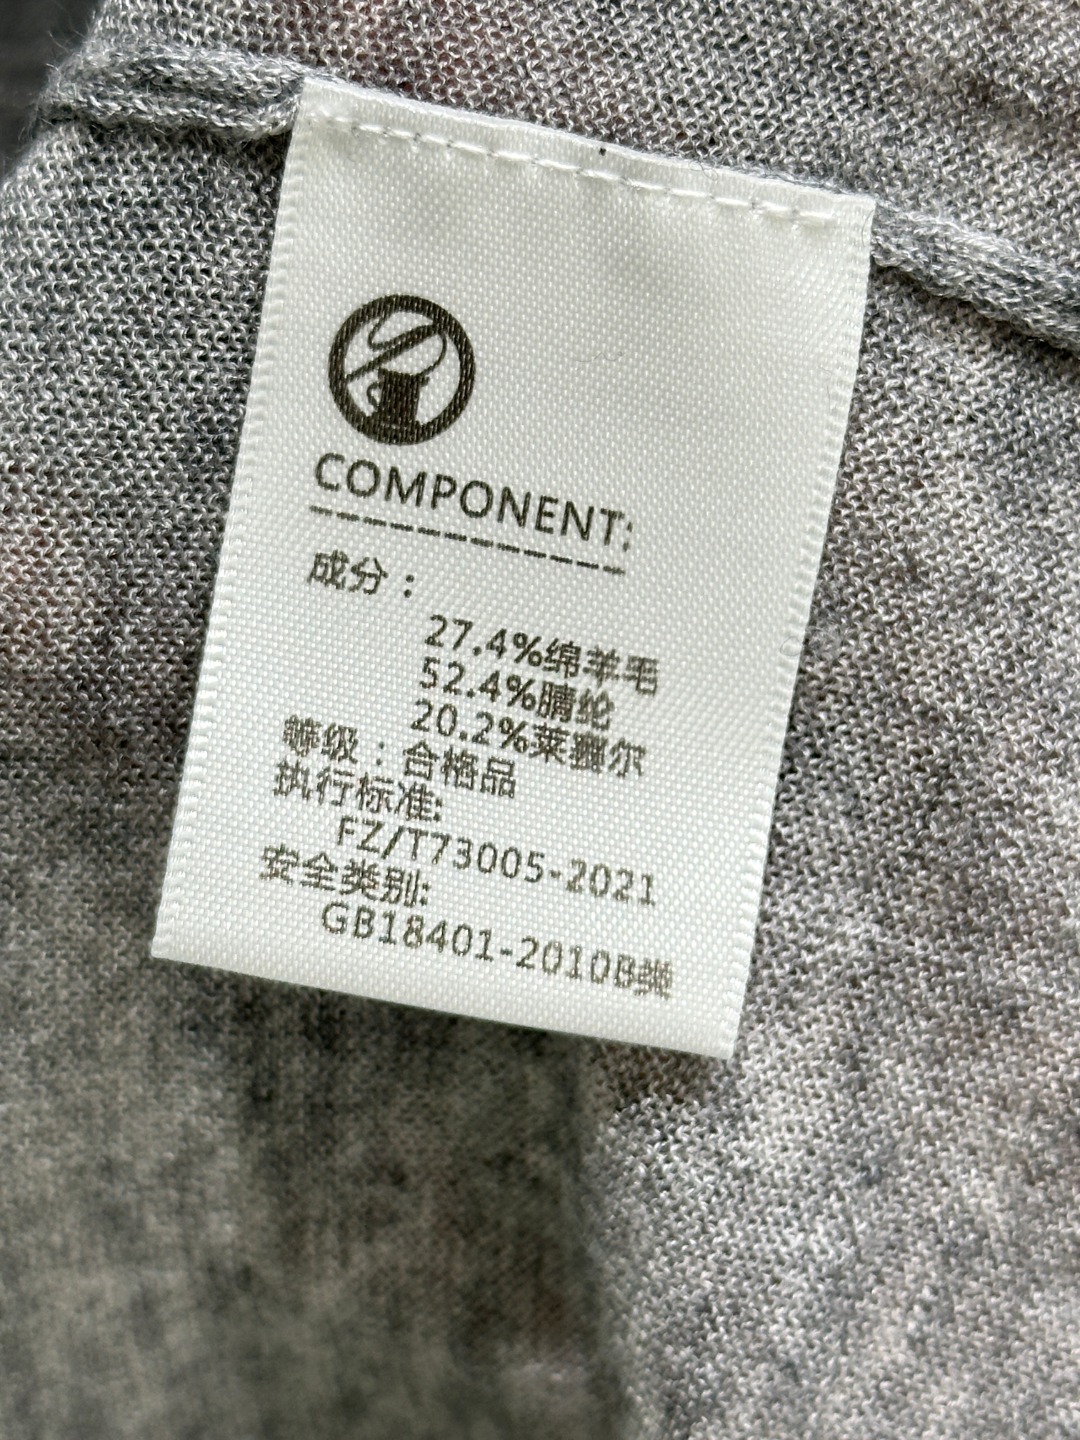 COMPONENT:
成分：
27.4%绵羊毛
52.4%腈纶
20.2%莱赛尔
等级：合格品
执行标准:
FZ/T73005-2021
安全类别:
GB18401-2010B类